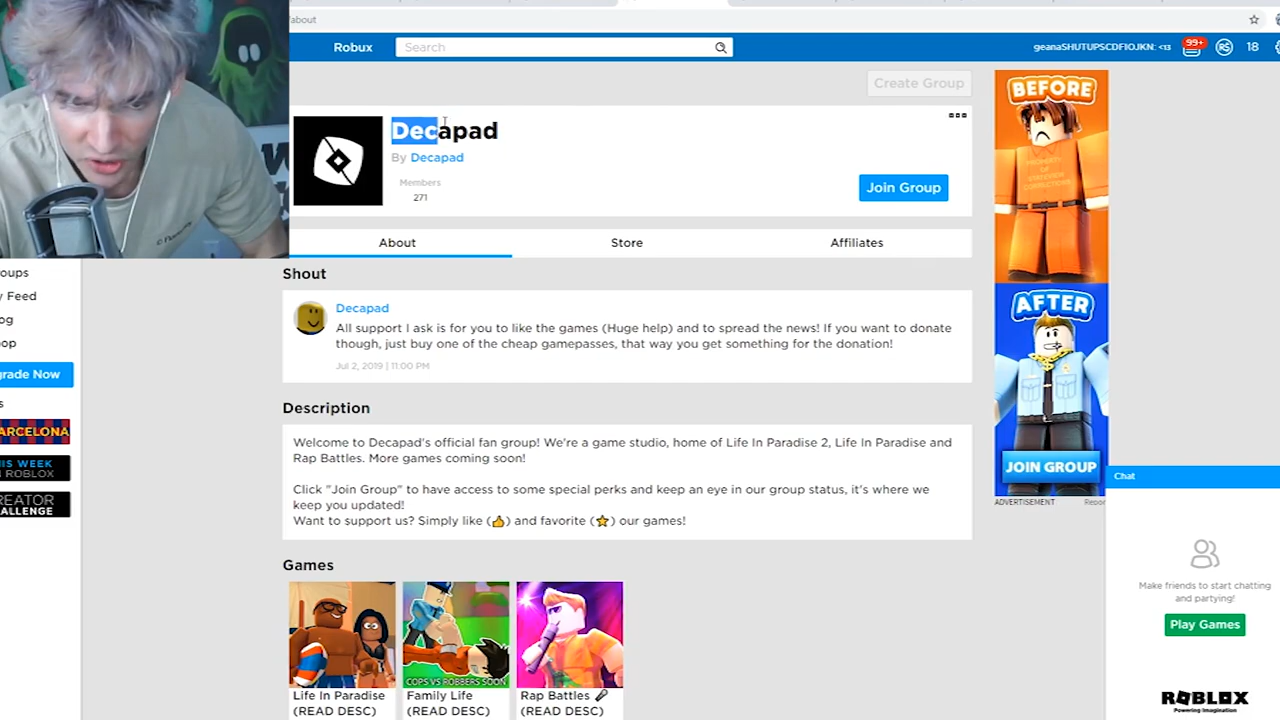 /about
Robux
Search
geanaSHUTUPSCDFIOJKN: <13
99+
18
Create Group
Decapad
By Decapad
Members
271
Join Group
About
Store
Affiliates
Shout
Decapad
All support I ask is for you to like the games (Huge help) and to spread the news! If you want to donate
though, just buy one of the cheap gamepasses, that way you get something for the donation!
Jul 2, 2019 | 11:00 PM
Description
Welcome to Decapad's official fan group! We're a game studio, home of Life In Paradise 2, Life In Paradise and
Rap Battles. More games coming soon!
Click "Join Group" to have access to some special perks and keep an eye in our group status, it's where we
keep you updated!
Want to support us? Simply like (👍) and favorite (⭐) our games!
Games
COPS VS ROBBERS SOON
Life In Paradise
(READ DESC)
Family Life
(READ DESC)
Rap Battles 🎤
(READ DESC)
oups
y Feed
og
op
grade Now
s
ARCELONA
IS WEEK
N ROBLOX
REATOR
ALLENGE
BEFORE
PROPERTY
OF
CORRECTIONS
AFTER
JOIN GROUP
ADVERTISEMENT
Repor
Chat
Make friends to start chatting
and partying!
Play Games
ROBLOX
Powering Imagination